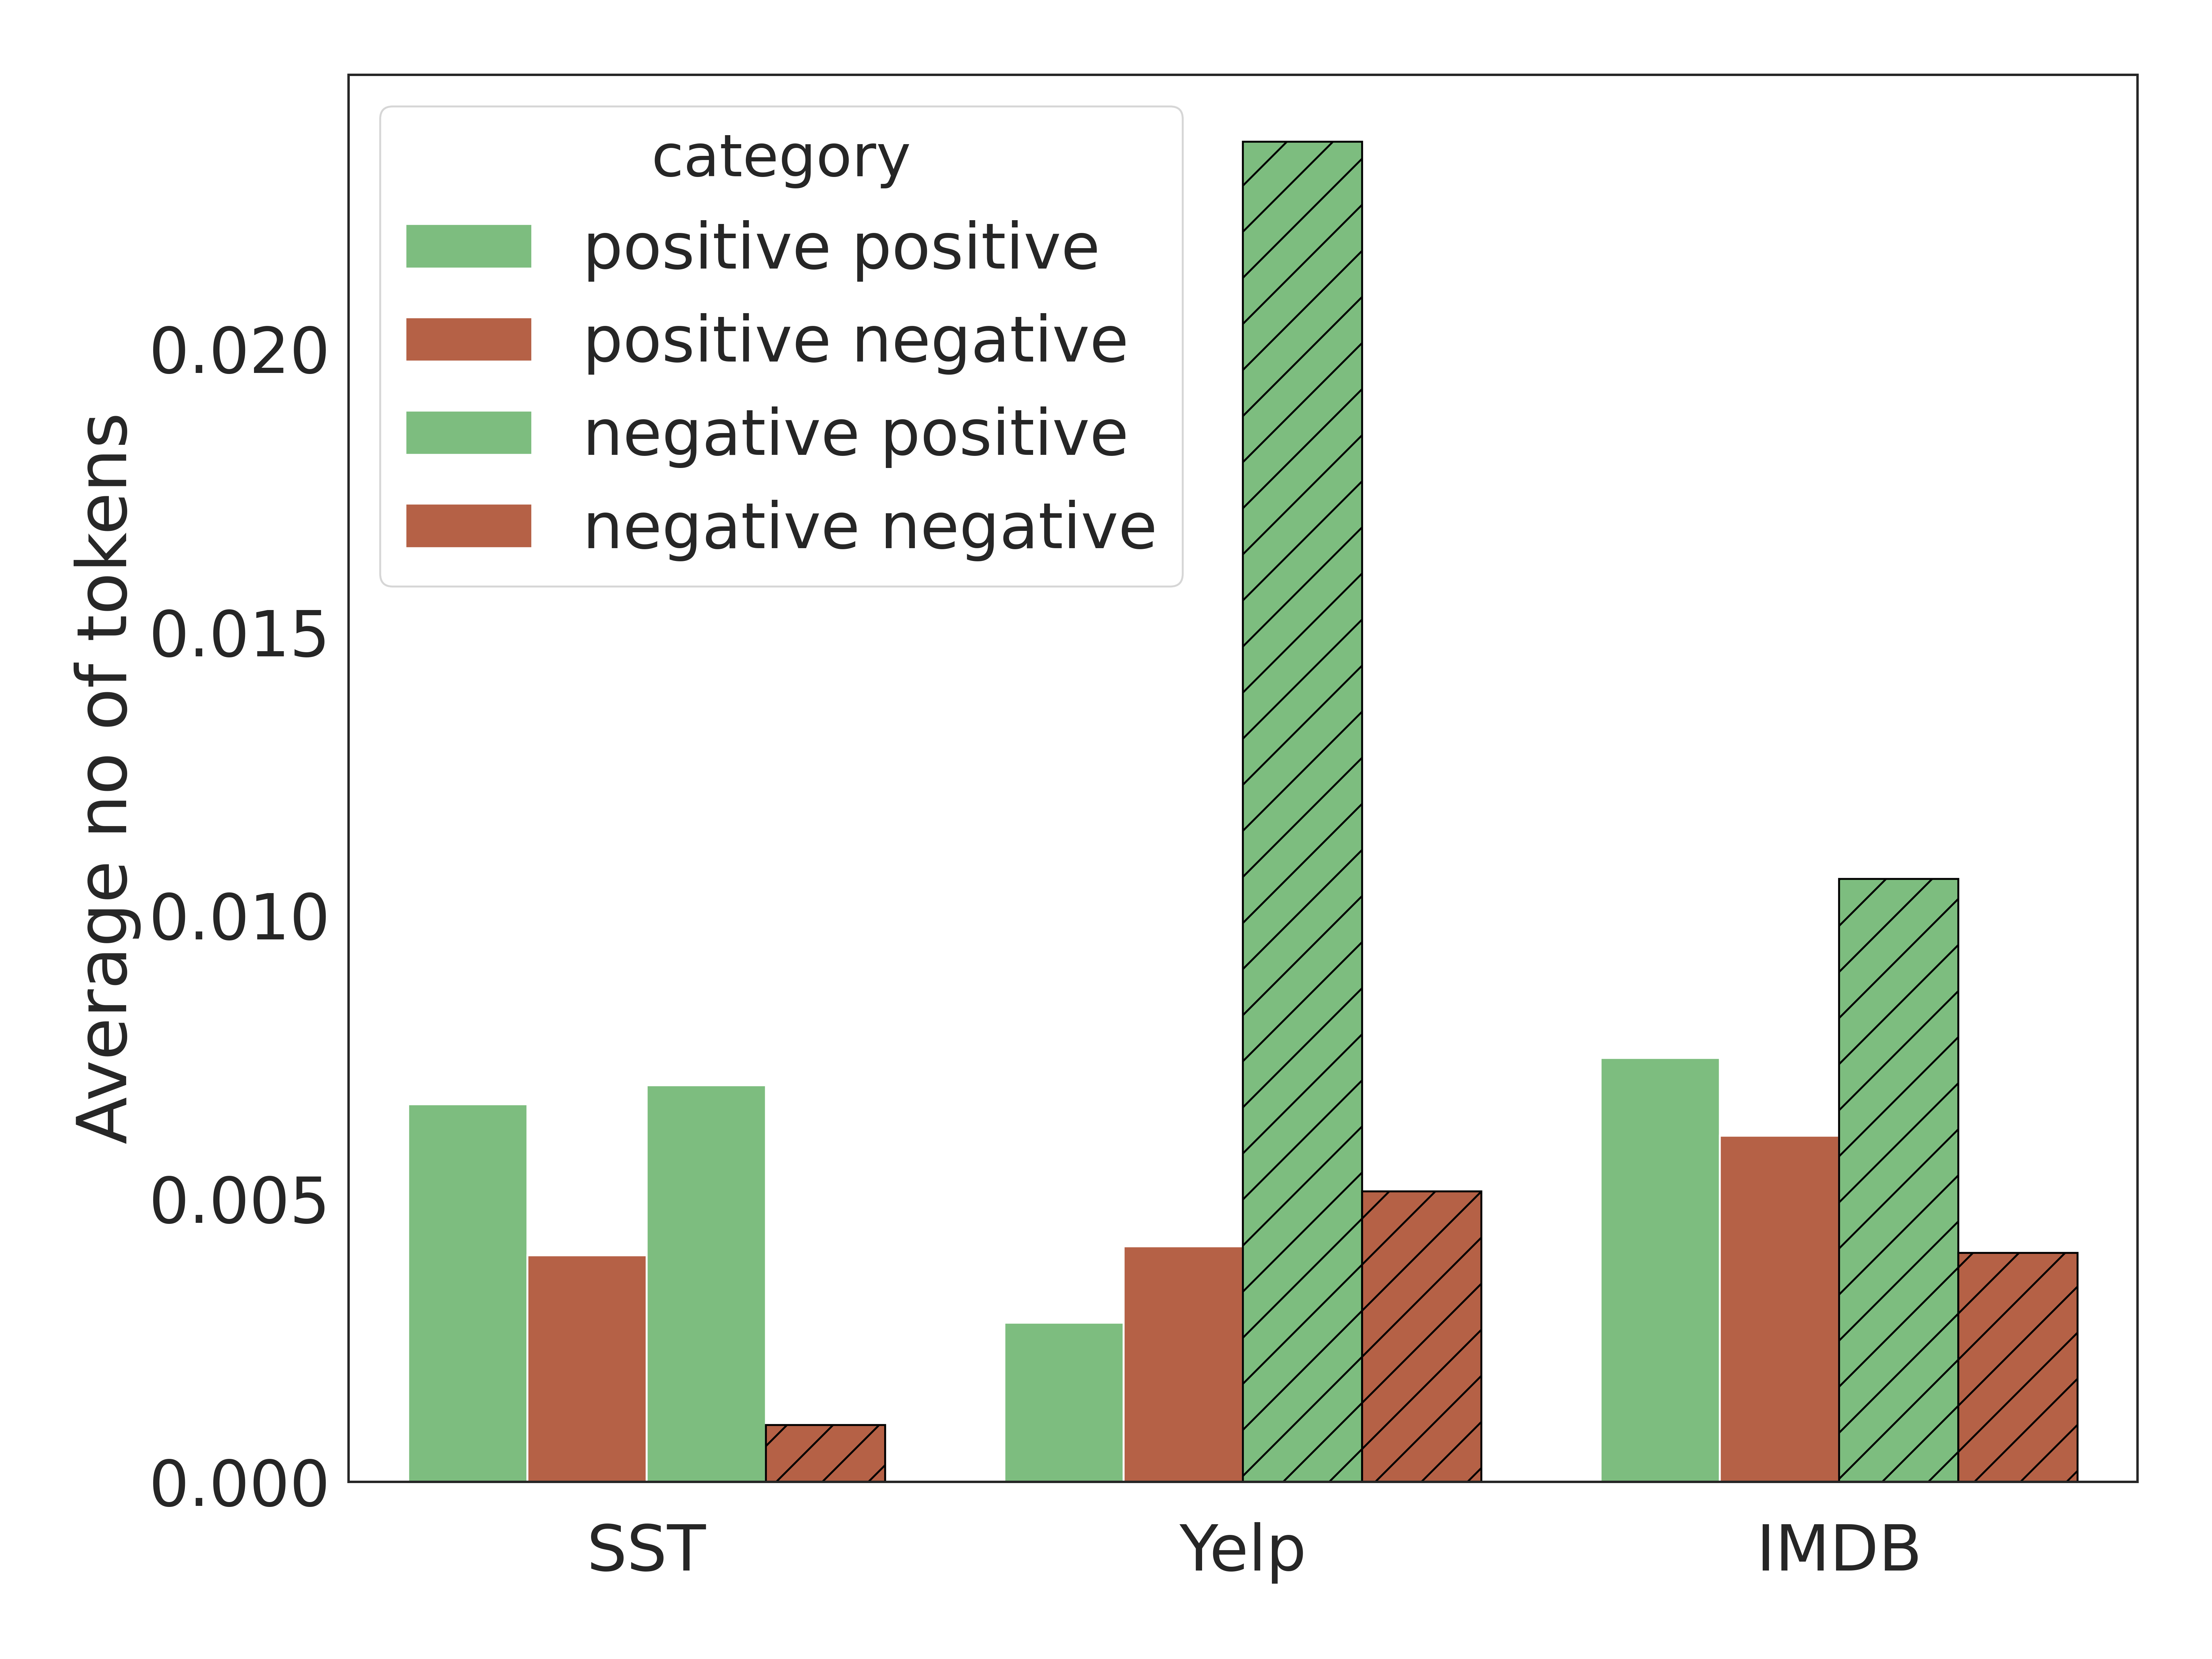 category
positive positive
positive negative
negative positive
negative negative
Average no of tokens
0.020
0.015
0.010
0.005
0.000
SST
Yelp
IMDB